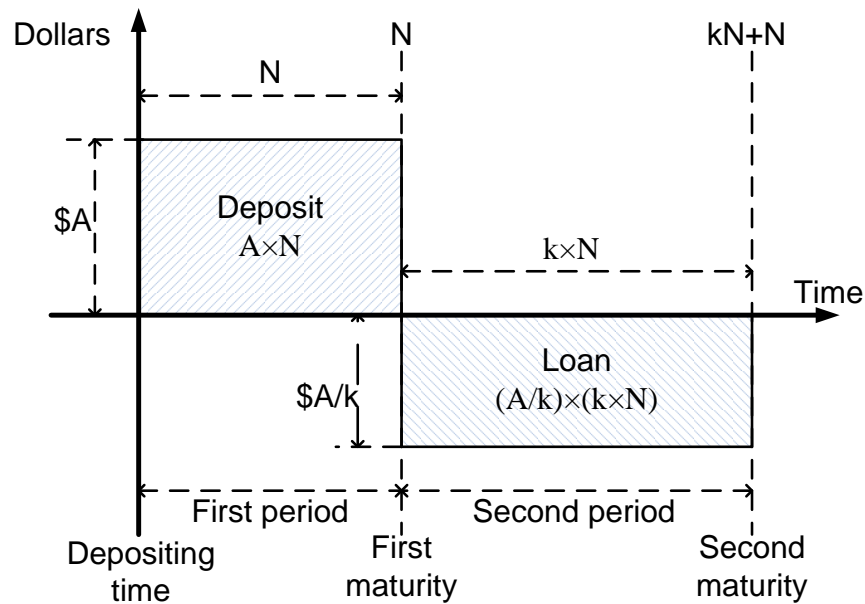 Dollars
N
kN+N
N
Deposit
A×N
$A
k×N
Time
Loan
(A/k)×(k×N)
$A/k
First period
Second period
Depositing
time
First
maturity
Second
maturity